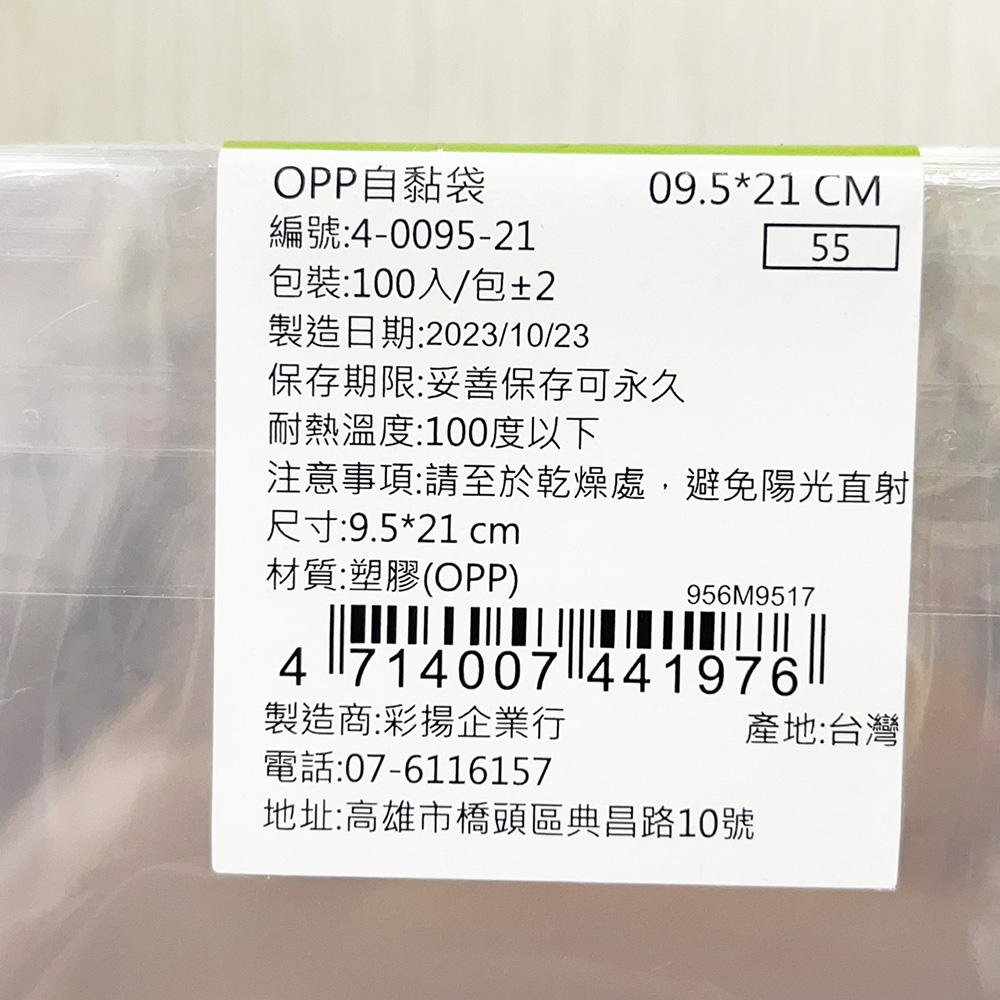 OPP自黏袋 09.5*21 CM
編號:4-0095-21
55
包裝:100入/包±2
製造日期:2023/10/23
保存期限:妥善保存可永久
耐熱溫度:100度以下
注意事項:請至於乾燥處，避免陽光直射
尺寸:9.5*21 cm
材質:塑膠(OPP)
956M9517
4 714007 441976
製造商:彩揚企業行 產地:台灣
電話:07-6116157
地址:高雄市橋頭區典昌路10號